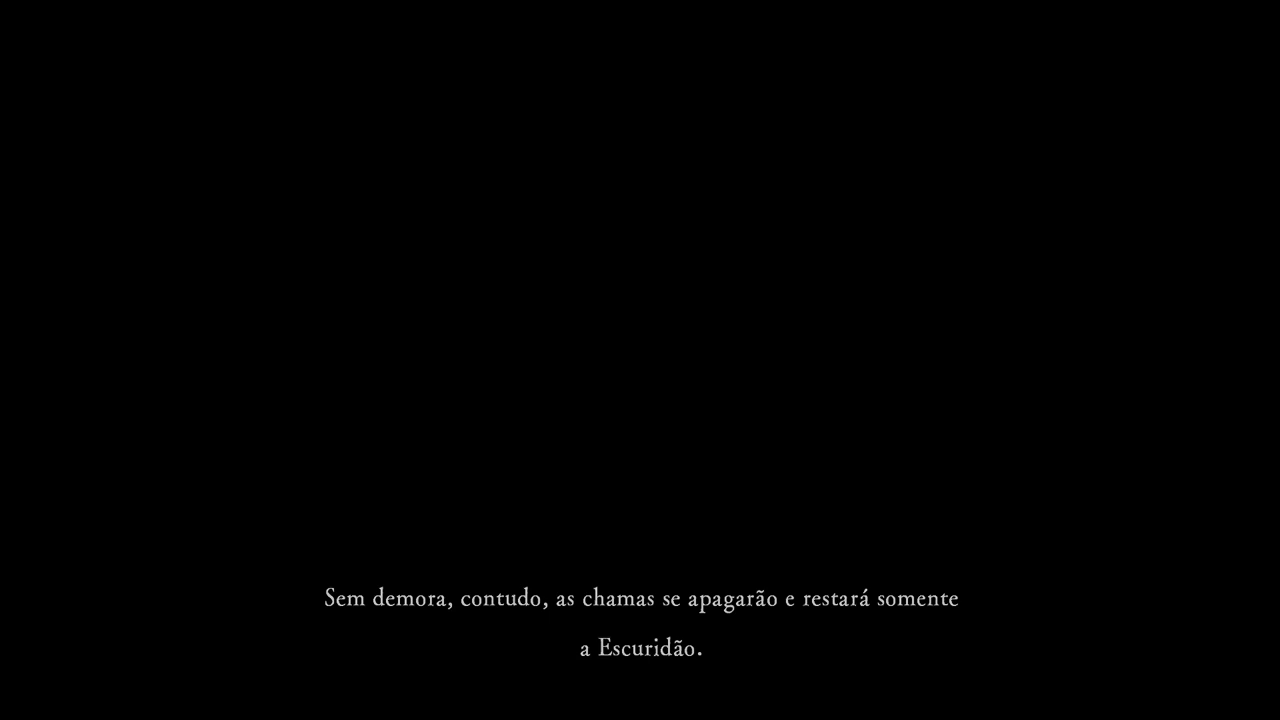 Sem demora, contudo, as chamas se apagarão e restará somente
a Escuridão.